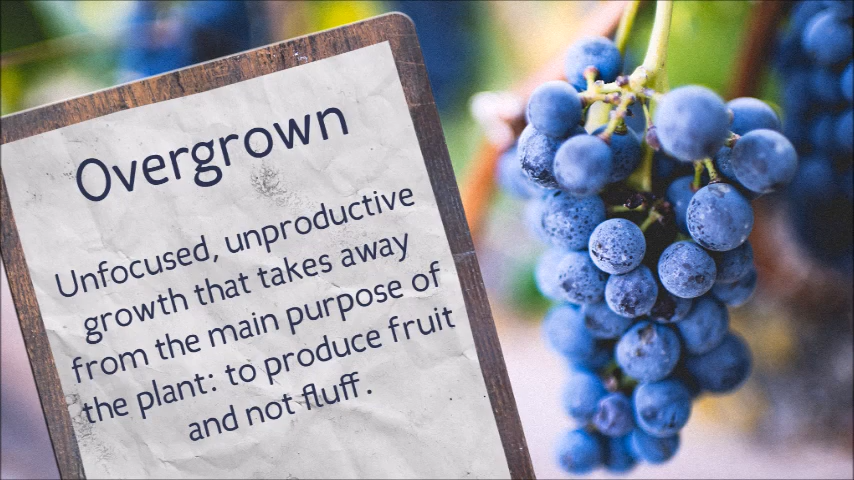 Overgrown
Unfocused, unproductive
growth that takes away
from the main purpose of
the plant: to produce fruit
and not fluff.